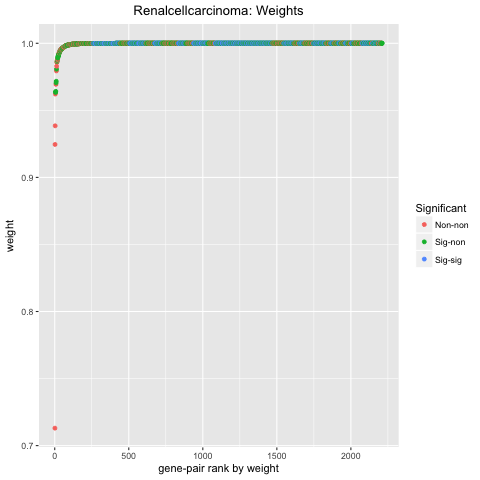 Renalcellcarcinoma: Weights
1.0
0.9
0.8
0.7
weight
0
500
1000
1500
2000
gene-pair rank by weight
Significant
Non-non
Sig-non
Sig-sig